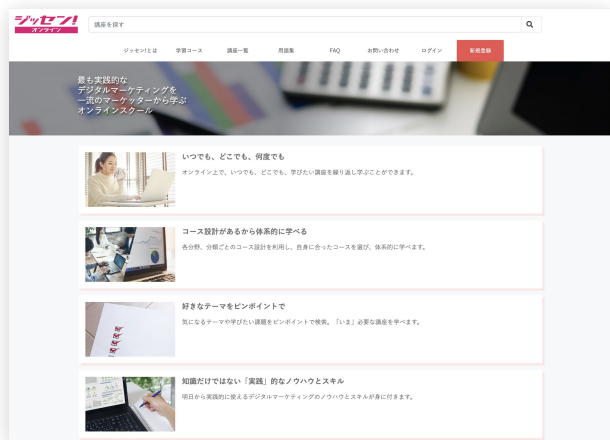 ジッセン!
オンライン
講座を探す
ジッセン!とは 学習コース 講座一覧 用語集 FAQ お問い合わせ ログイン 新規登録
最も実践的な
デジタルマーケティングを
一流のマーケッターから学ぶ
オンラインスクール
いつでも、どこでも、何度でも
オンライン上で、いつでも、どこでも、学びたい講座を繰り返し学ぶことができます。
コース設計があるから体系的に学べる
各分野、分類ごとのコース設計を利用し、自身に合ったコースを選び、体系的に学べます。
好きなテーマをピンポイントで
気になるテーマや学びたい課題をピンポイントで検索。「いま」必要な講座を学べます。
知識だけではない「実践」的なノウハウとスキル
明日から実践的に使えるデジタルマーケティングのノウハウとスキルが身に付きます。